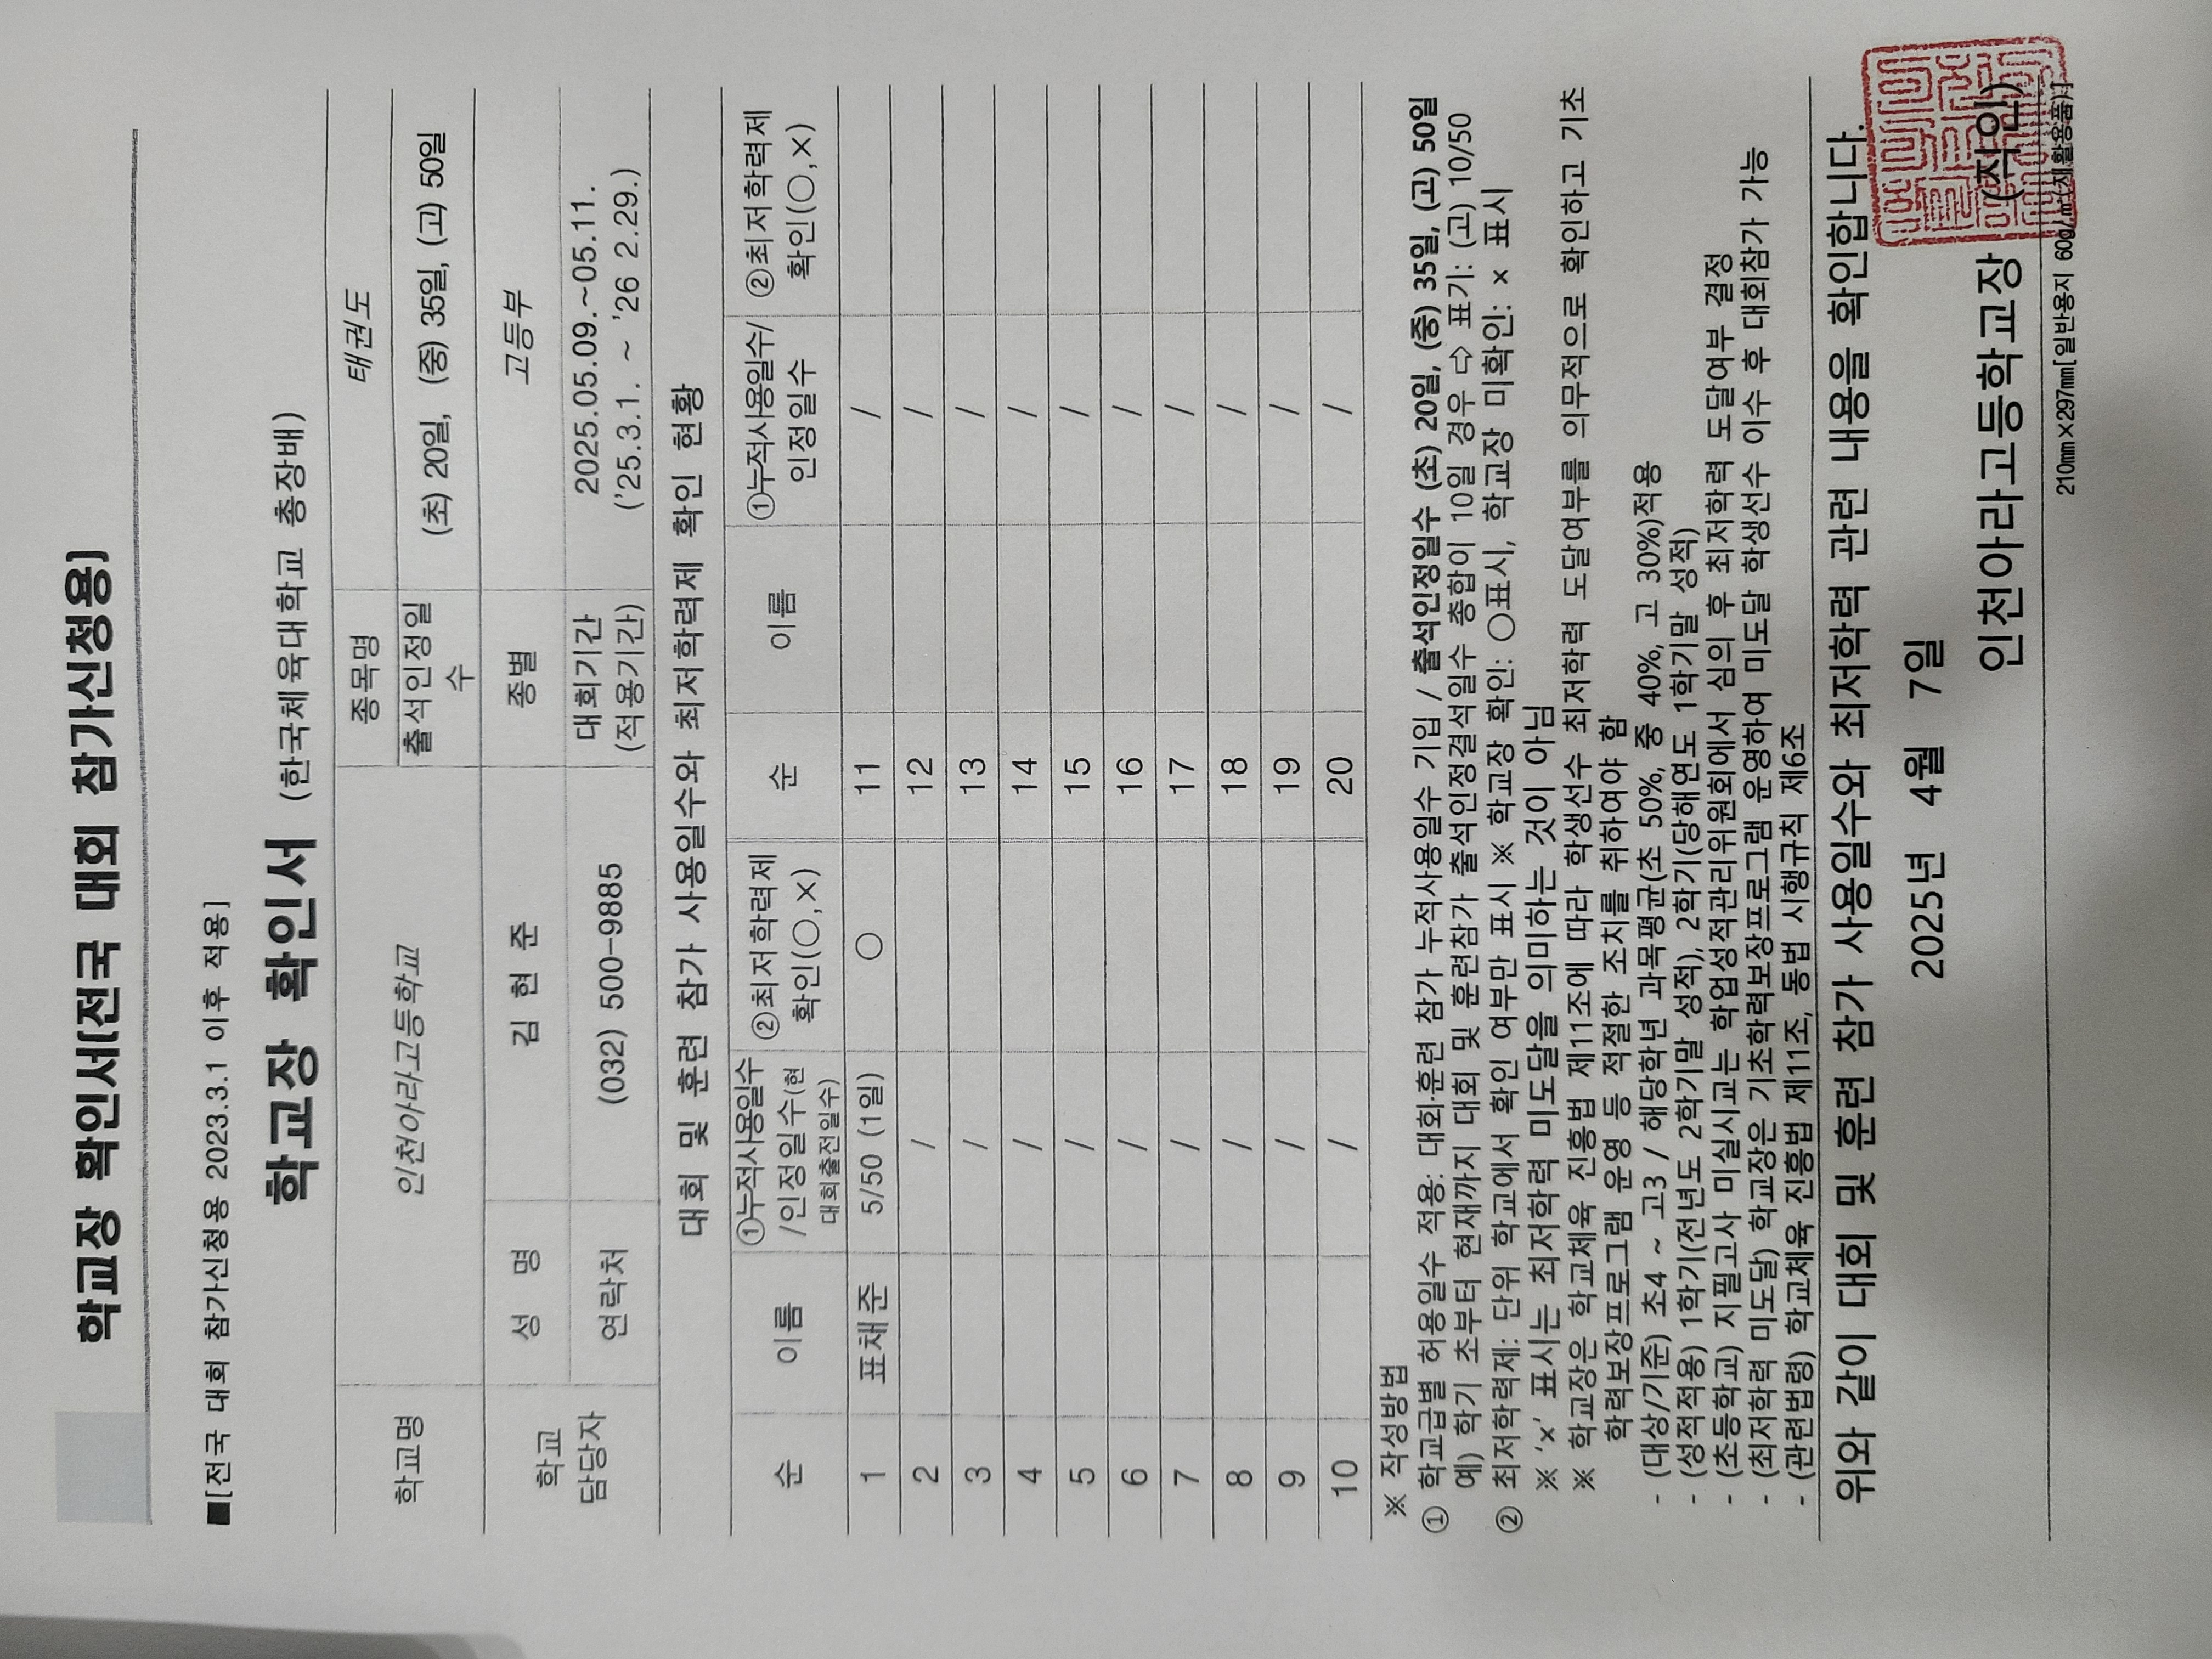 학교장 확인서(전국 대회 참가신청용)
■[전국 대회 참가신청용 2023.3.1 이후 적용]
학교장 확인서 (한국체육대학교 총장배)
학교명 인천아라고등학교 종목명 태권도
출석인정일수 (초) 20일, (중) 35일, (고) 50일
학교 담당자 성 명 김 현 준 종별 고등부
연락처 (032) 500-9885 대회기간 (적용기간) 2025.05.09.~05.11. ('25.3.1. ~ '26 2.29.)
대회 및 훈련 참가 사용일수와 최저학력제 확인 현황
순 이름 ①누적사용일수/인정일수(현 대회출전일수) ②최저학력제 확인(○,×) 순 이름 ①누적사용일수/인정일수 ②최저학력제 확인(○,×)
1 표채준 5/50 (1일) ○ 11 /
2 / 12 /
3 / 13 /
4 / 14 /
5 / 15 /
6 / 16 /
7 / 17 /
8 / 18 /
9 / 19 /
10 / 20 /
※ 작성방법
① 학교급별 허용일수 적용: 대회·훈련 참가 누적사용일수 기입 / 출석인정일수 (초) 20일, (중) 35일, (고) 50일
예) 학기 초부터 현재까지 대회 및 훈련참가 출석인정결석일수 총합이 10일 경우 ⇨ 표기: (고) 10/50
② 최저학력제: 단위 학교에서 확인 여부만 표시 ※ 학교장 확인: ○표시, 학교장 미확인: × 표시
※ 'x' 표시는 최저학력 미도달을 의미하는 것이 아님
※ 학교장은 학교체육 진흥법 제11조에 따라 학생선수 최저학력 도달여부를 의무적으로 확인하고 기초
학력보장프로그램 운영 등 적절한 조치를 취하여야 함
- (대상/기준) 초4 ~ 고3 / 해당학년 과목평균(초 50%, 중 40%, 고 30%)적용
- (성적적용) 1학기(전년도 2학기말 성적), 2학기(당해연도 1학기말 성적)
- (초등학교) 지필고사 미실시교는 학업성적관리위원회에서 심의 후 최저학력 도달여부 결정
- (최저학력 미도달) 학교장은 기초학력보장프로그램 운영하여 미도달 학생선수 이수 후 대회참가 가능
- (관련법령) 학교체육 진흥법 제11조, 동법 시행규칙 제6조
위와 같이 대회 및 훈련 참가 사용일수와 최저학력 관련 내용을 확인합니다.
2025년 4월 7일
인천아라고등학교장 (직인)
210㎜×297㎜[일반용지 60g/㎡(재활용품)]